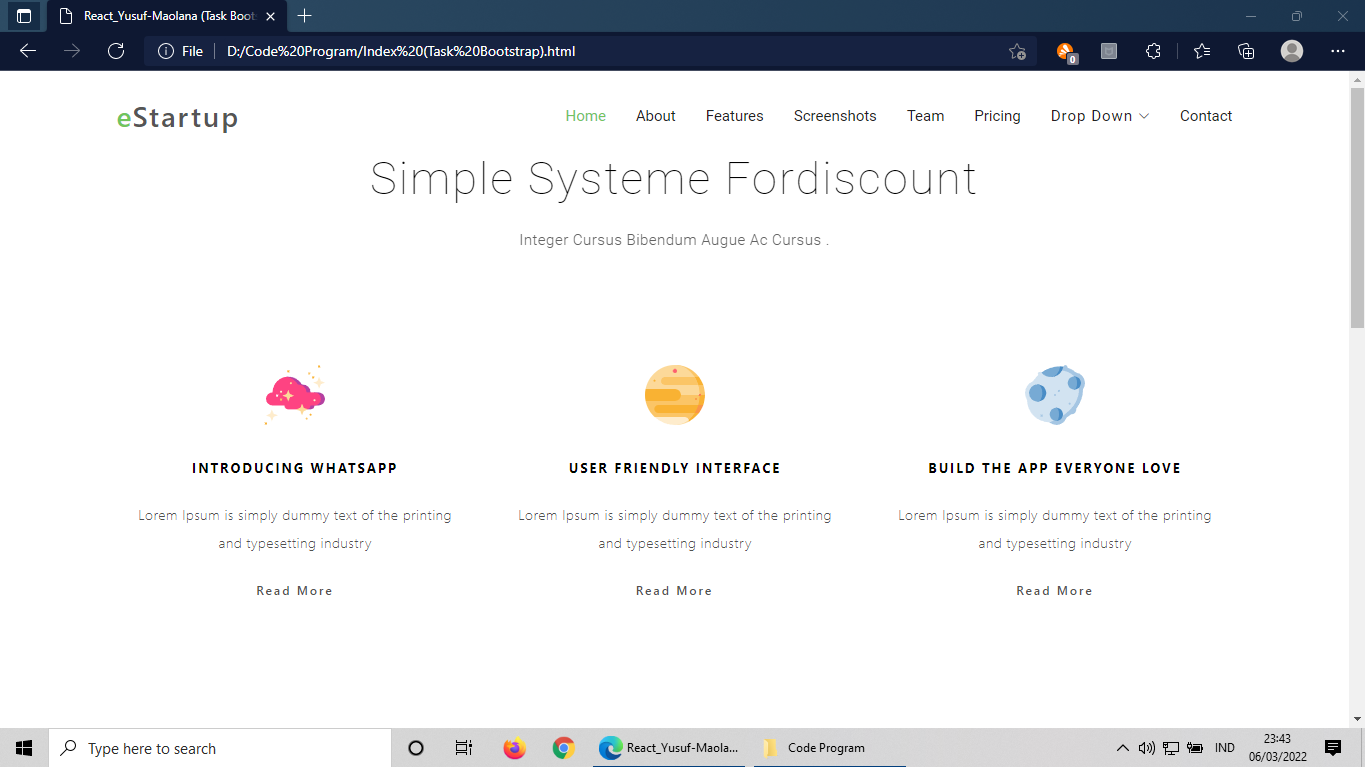 React_Yusuf-Maolana (Task Boot
File D:/Code%20Program/Index%20(Task%20Bootstrap).html
0
eStartup
Home About Features Screenshots Team Pricing Drop Down Contact
Simple Systeme Fordiscount
Integer Cursus Bibendum Augue Ac Cursus .
INTRODUCING WHATSAPP
Lorem Ipsum is simply dummy text of the printing
and typesetting industry
Read More
USER FRIENDLY INTERFACE
Lorem Ipsum is simply dummy text of the printing
and typesetting industry
Read More
BUILD THE APP EVERYONE LOVE
Lorem Ipsum is simply dummy text of the printing
and typesetting industry
Read More
Type here to search
React_Yusuf-Maola...
Code Program
IND
23:43
06/03/2022